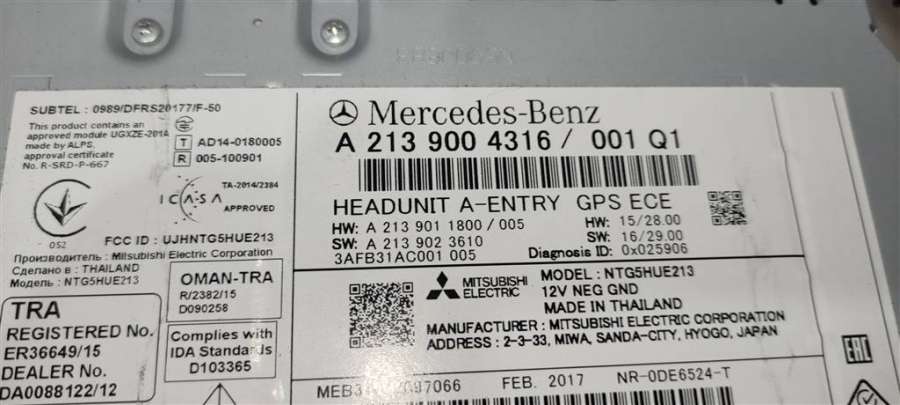 SUBTEL : 0989/DFRS20177/F-50
This product contains an
approved module UGXZE-201A
made by ALPS,
approval certificate
No. R-SRD-P-667
T AD14-0180005
R 005-100901
ICASA
TA-2014/2384
APPROVED
052
FCC ID : UJHNTG5HUE213
Производитель : Mitsubishi Electric Corporation
Сделано в : THAILAND
Модель : NTG5HUE213
OMAN-TRA
R/2382/15
D090258
TRA
REGISTERED No.
ER36649/15
DEALER No.
DA0088122/12
Complies with
IDA Standards
D103365
Mercedes-Benz
A 213 900 4316 / 001 Q1
HEADUNIT A-ENTRY GPS ECE
HW: A 213 901 1800 / 005
SW: A 213 902 3610
3AFB31AC001 005
HW: 15/28.00
SW: 16/29.00
Diagnosis ID: 0x025906
MITSUBISHI
ELECTRIC
MODEL : NTG5HUE213
12V NEG GND
MADE IN THAILAND
MANUFACTURER : MITSUBISHI ELECTRIC CORPORATION
ADDRESS : 2-3-33, MIWA, SANDA-CITY, HYOGO, JAPAN
FEB. 2017
NR-0DE6524-T
EAC